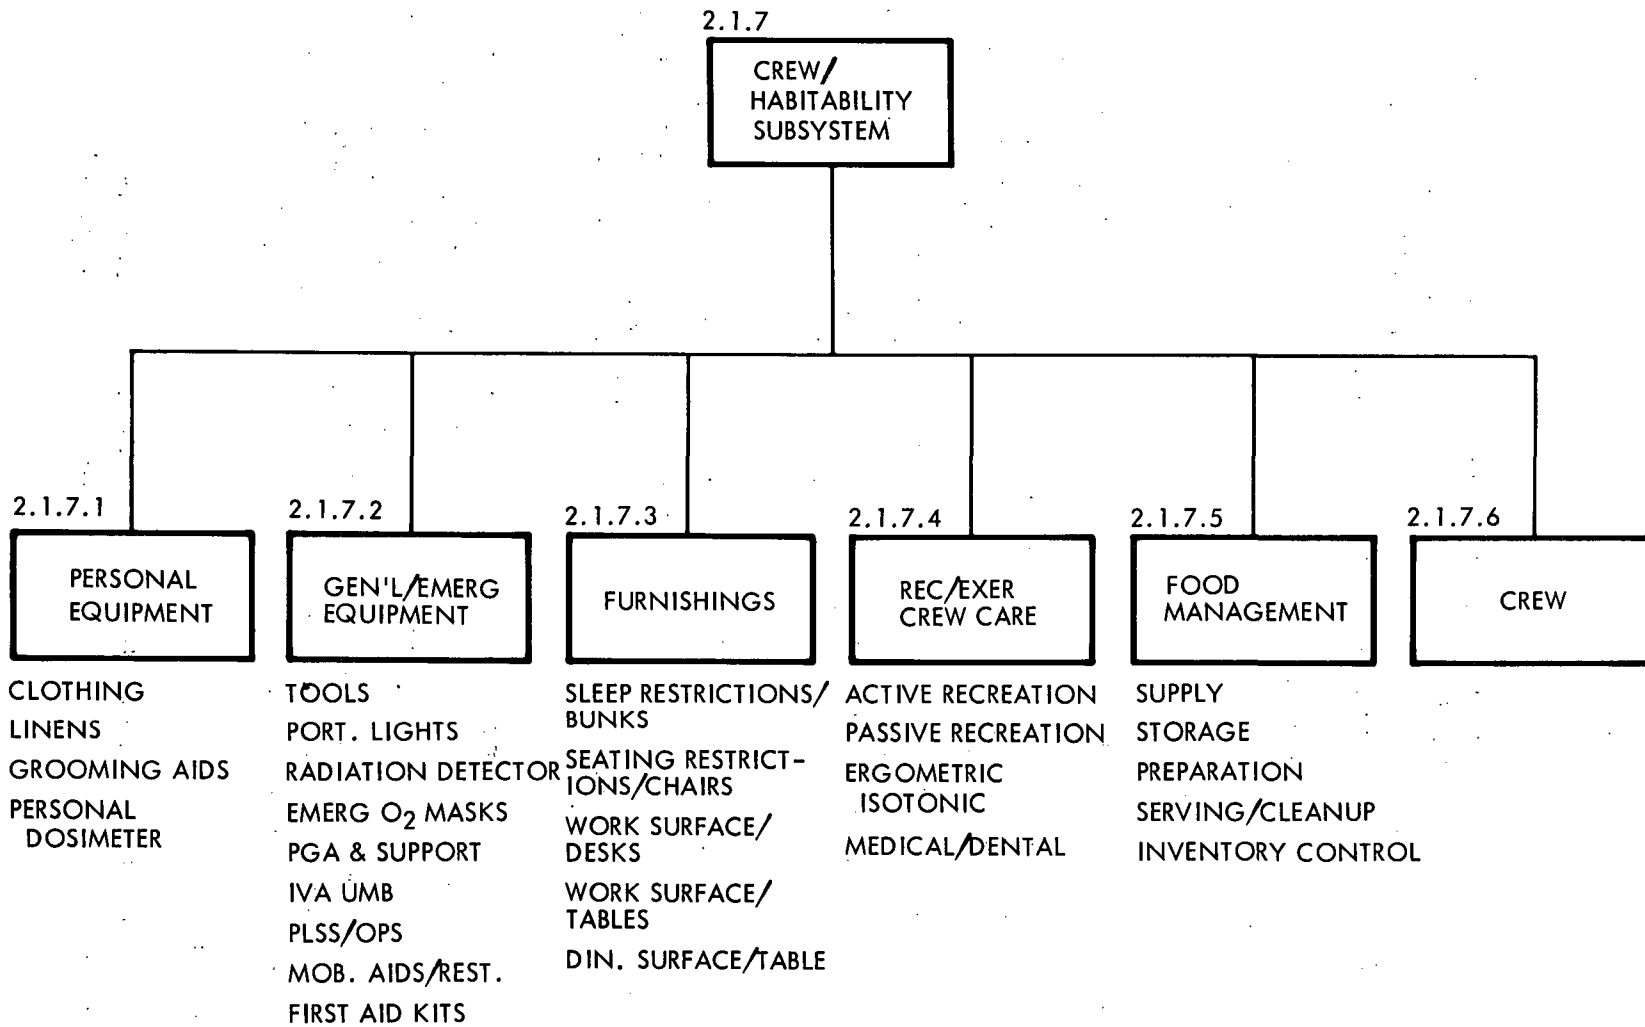 2.1.7
CREW/
HABITABILITY
SUBSYSTEM
2.1.7.1
PERSONAL
EQUIPMENT
CLOTHING
LINENS
GROOMING AIDS
PERSONAL
DOSIMETER
2.1.7.2
GEN'L/EMERG
EQUIPMENT
TOOLS
PORT. LIGHTS
RADIATION DETECTOR
EMERG O2 MASKS
PGA & SUPPORT
IVA UMB
PLSS/OPS
MOB. AIDS/REST.
FIRST AID KITS
2.1.7.3
FURNISHINGS
SLEEP RESTRICTIONS/
BUNKS
SEATING RESTRICT-
IONS/CHAIRS
WORK SURFACE/
DESKS
WORK SURFACE/
TABLES
DIN. SURFACE/TABLE
2.1.7.4
REC/EXER
CREW CARE
ACTIVE RECREATION
PASSIVE RECREATION
ERGOMETRIC
ISOTONIC
MEDICAL/DENTAL
2.1.7.5
FOOD
MANAGEMENT
SUPPLY
STORAGE
PREPARATION
SERVING/CLEANUP
INVENTORY CONTROL
2.1.7.6
CREW